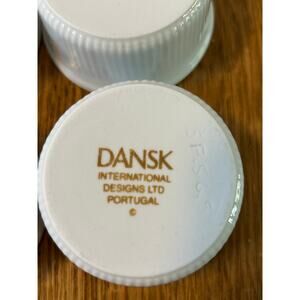 DANSK
INTERNATIONAL
DESIGNS LTD
PORTUGAL
©